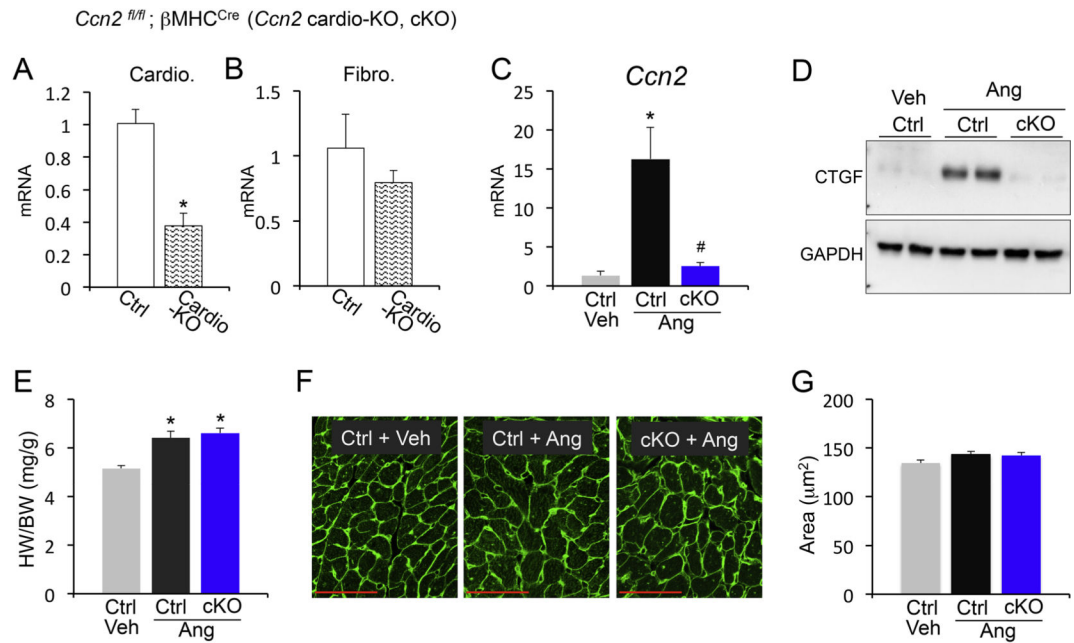 Ccn2 fl/fl; βMHCCre (Ccn2 cardio-KO, cKO)
A
Cardio.
mRNA
1.2
1
0.8
0.6
0.4
0.2
0
*
Ctrl
Cardio
-KO
B
Fibro.
mRNA
1.5
1
0.5
0
Ctrl
Cardio
-KO
C
Ccn2
mRNA
25
20
15
10
5
0
*
#
Ctrl Ctrl cKO
Veh Ang
D
Veh Ang
Ctrl Ctrl cKO
CTGF
GAPDH
E
HW/BW (mg/g)
8
6
4
2
0
* *
Ctrl Ctrl cKO
Veh Ang
F
Ctrl + Veh
Ctrl + Ang
cKO + Ang
G
Area (μm2)
200
150
100
50
0
Ctrl Ctrl cKO
Veh Ang